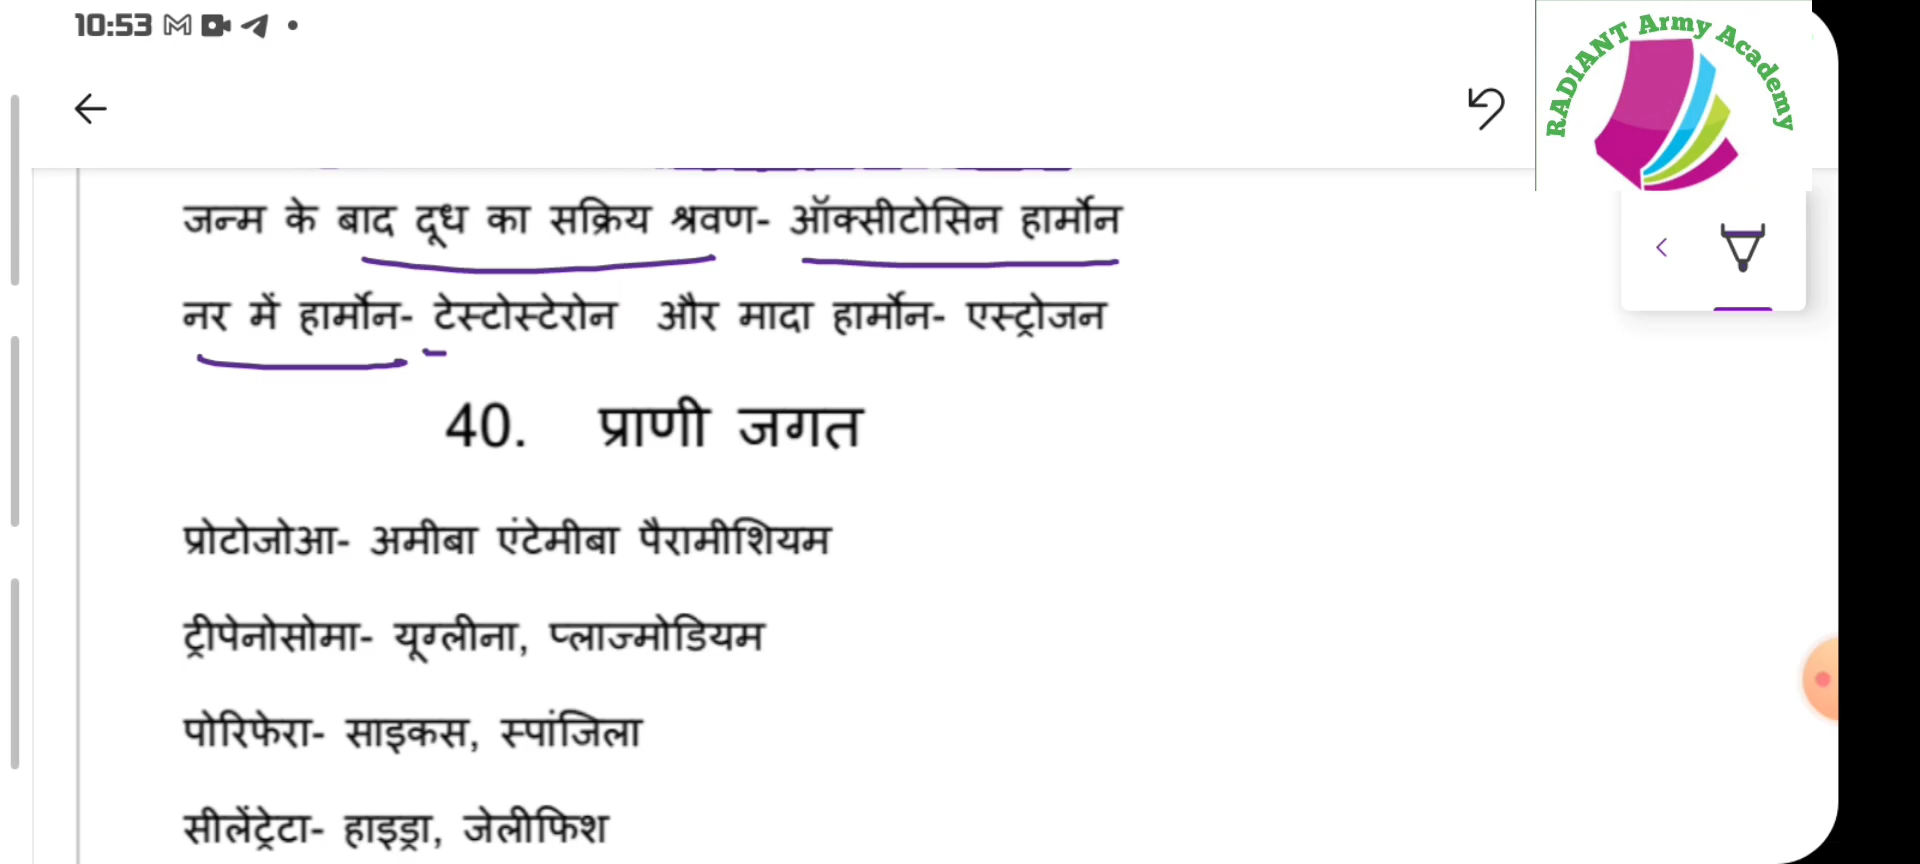 10:53
RADIANT Army Academy
जन्म के बाद दूध का सक्रिय श्रवण- ऑक्सीटोसिन हार्मोन
नर में हार्मोन- टेस्टोस्टेरोन और मादा हार्मोन- एस्ट्रोजन
40. प्राणी जगत
प्रोटोजोआ- अमीबा एंटेमीबा पैरामीशियम
ट्रीपेनोसोमा- यूग्लीना, प्लाज्मोडियम
पोरिफेरा- साइकस, स्पांजिला
सीलेंट्रेटा- हाइड्रा, जेलीफिश